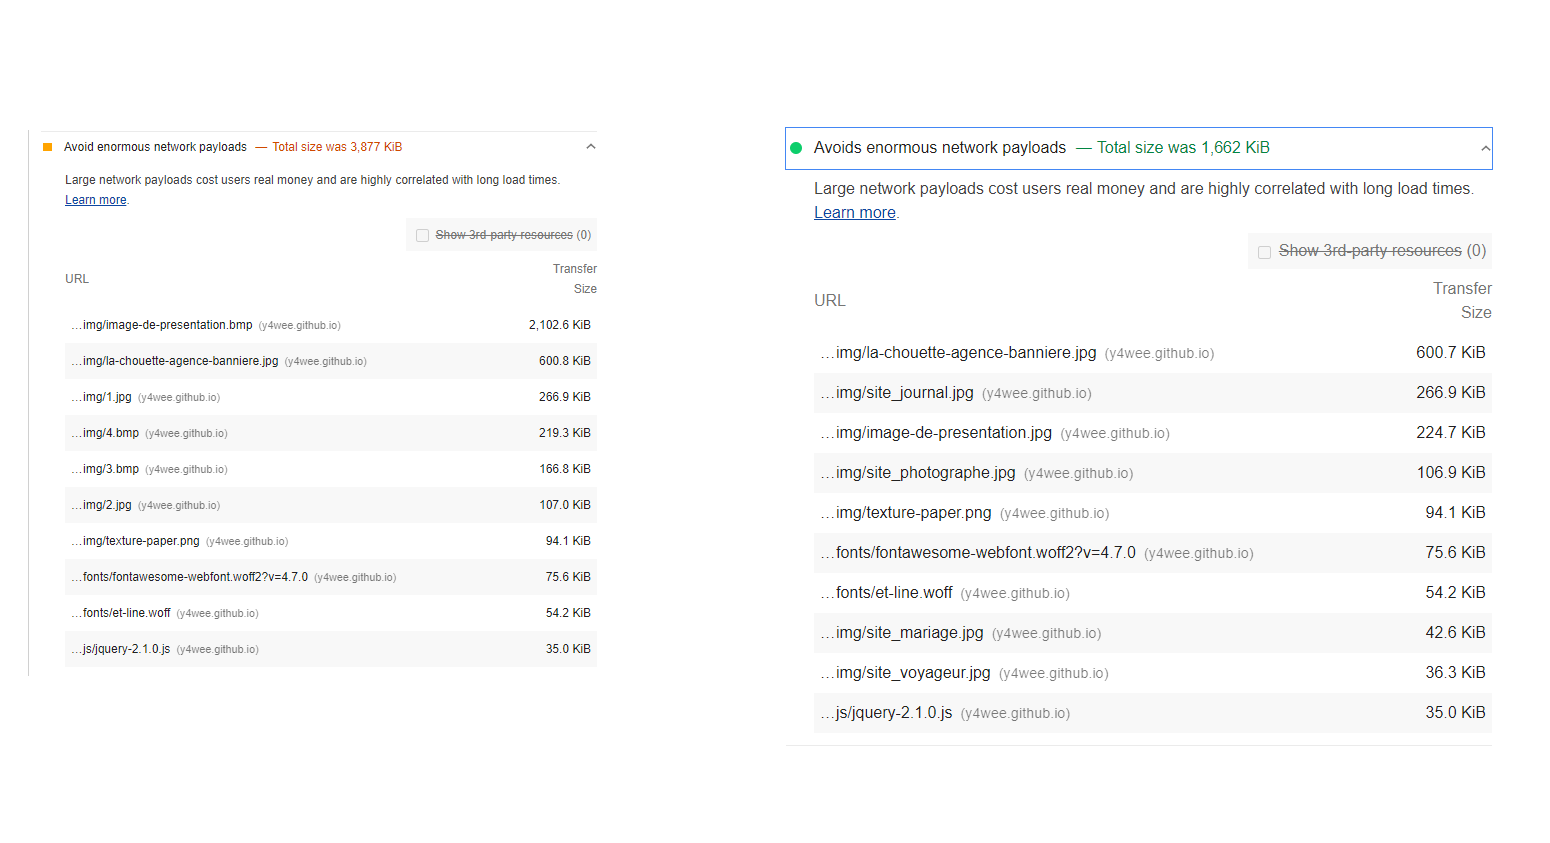 Avoid enormous network payloads — Total size was 3,877 KiB
Large network payloads cost users real money and are highly correlated with long load times.
Learn more.
Show 3rd-party resources (0)
URL
Transfer
Size
…img/image-de-presentation.bmp (y4wee.github.io) 2,102.6 KiB
…img/la-chouette-agence-banniere.jpg (y4wee.github.io) 600.8 KiB
…img/1.jpg (y4wee.github.io) 266.9 KiB
…img/4.bmp (y4wee.github.io) 219.3 KiB
…img/3.bmp (y4wee.github.io) 166.8 KiB
…img/2.jpg (y4wee.github.io) 107.0 KiB
…img/texture-paper.png (y4wee.github.io) 94.1 KiB
…fonts/fontawesome-webfont.woff2?v=4.7.0 (y4wee.github.io) 75.6 KiB
…fonts/et-line.woff (y4wee.github.io) 54.2 KiB
…js/jquery-2.1.0.js (y4wee.github.io) 35.0 KiB
Avoids enormous network payloads — Total size was 1,662 KiB
Large network payloads cost users real money and are highly correlated with long load times.
Learn more.
Show 3rd-party resources (0)
URL
Transfer
Size
…img/la-chouette-agence-banniere.jpg (y4wee.github.io) 600.7 KiB
…img/site_journal.jpg (y4wee.github.io) 266.9 KiB
…img/image-de-presentation.jpg (y4wee.github.io) 224.7 KiB
…img/site_photographe.jpg (y4wee.github.io) 106.9 KiB
…img/texture-paper.png (y4wee.github.io) 94.1 KiB
…fonts/fontawesome-webfont.woff2?v=4.7.0 (y4wee.github.io) 75.6 KiB
…fonts/et-line.woff (y4wee.github.io) 54.2 KiB
…img/site_mariage.jpg (y4wee.github.io) 42.6 KiB
…img/site_voyageur.jpg (y4wee.github.io) 36.3 KiB
…js/jquery-2.1.0.js (y4wee.github.io) 35.0 KiB